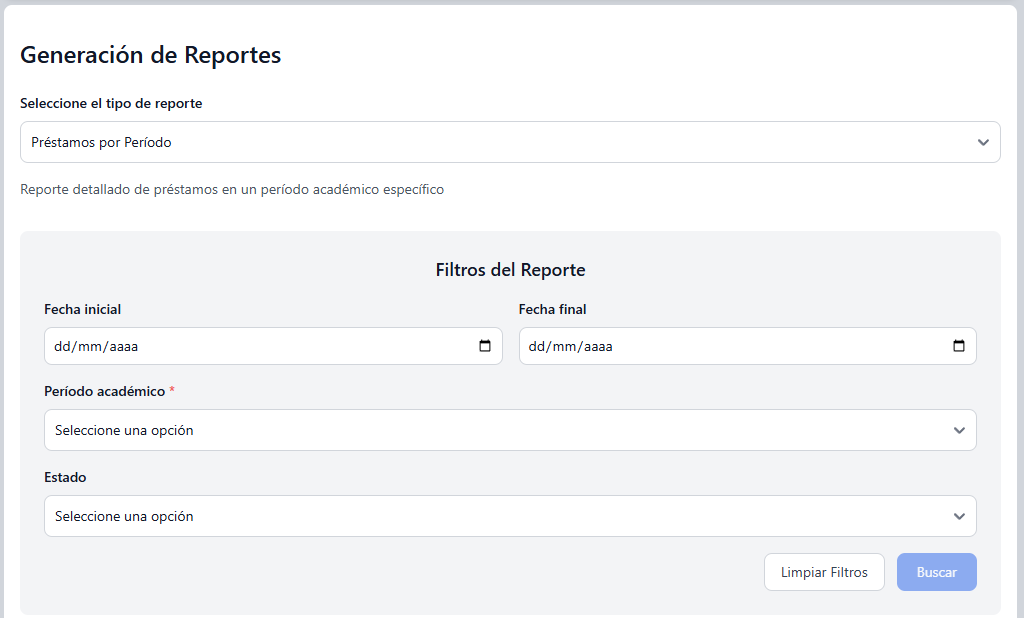 Generación de Reportes
Seleccione el tipo de reporte
Préstamos por Período
Reporte detallado de préstamos en un período académico específico
Filtros del Reporte
Fecha inicial
Fecha final
dd/mm/aaaa
dd/mm/aaaa
Período académico *
Seleccione una opción
Estado
Seleccione una opción
Limpiar Filtros
Buscar